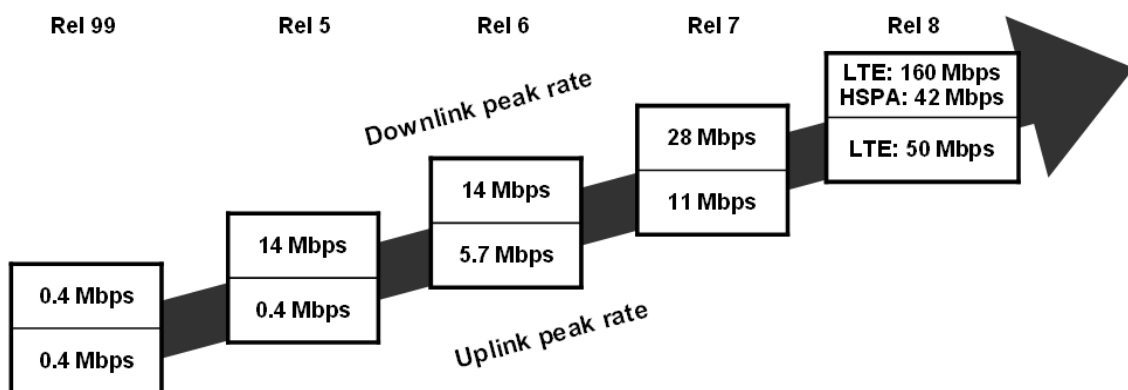 Rel 99
Rel 5
Rel 6
Rel 7
Rel 8
Downlink peak rate
LTE: 160 Mbps
HSPA: 42 Mbps
LTE: 50 Mbps
28 Mbps
11 Mbps
14 Mbps
5.7 Mbps
14 Mbps
0.4 Mbps
0.4 Mbps
0.4 Mbps
Uplink peak rate